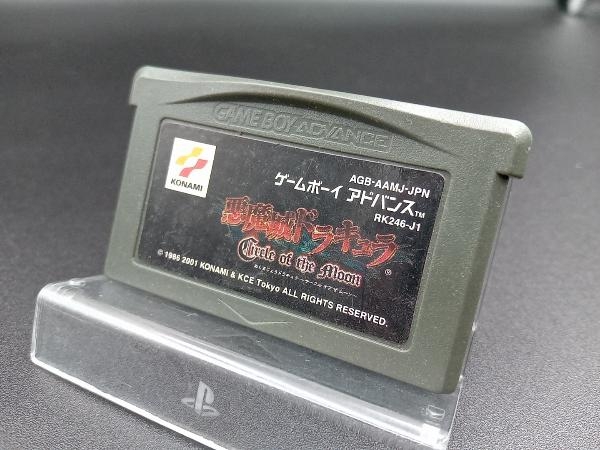 GAME BOY ADVANCE
KONAMI
AGB-AAMJ-JPN
ゲームボーイ アドバンス™
RK246-J1
悪魔城ドラキュラ®
Circle of the Moon
© 1986 2001 KONAMI & KCE Tokyo ALL RIGHTS RESERVED.